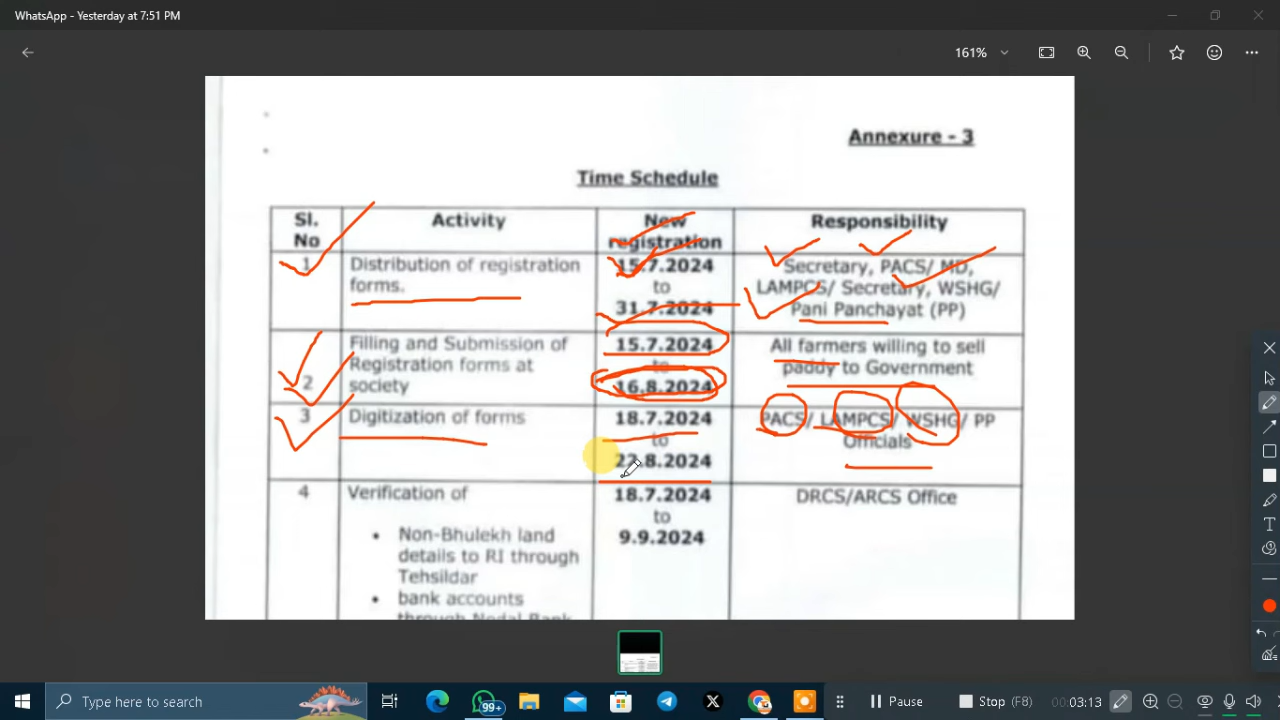 WhatsApp - Yesterday at 7:51 PM
161%
Annexure - 3
Time Schedule
Sl. No
Activity
New registration
Responsibility
1
Distribution of registration forms.
15.7.2024 to 31.7.2024
Secretary, PACS/ MD, LAMPCS/ Secretary, WSHG/ Pani Panchayat (PP)
2
Filling and Submission of Registration forms at society
15.7.2024 to 16.8.2024
All farmers willing to sell paddy to Government
3
Digitization of forms
18.7.2024 to 22.8.2024
PACS/ LAMPCS/ WSHG/ PP Officials
4
Verification of
• Non-Bhulekh land details to RI through Tehsildar
• bank accounts through Nodal Bank
18.7.2024 to 9.9.2024
DRCS/ARCS Office
Type here to search
99+
Pause
Stop (F8)
00:03:13